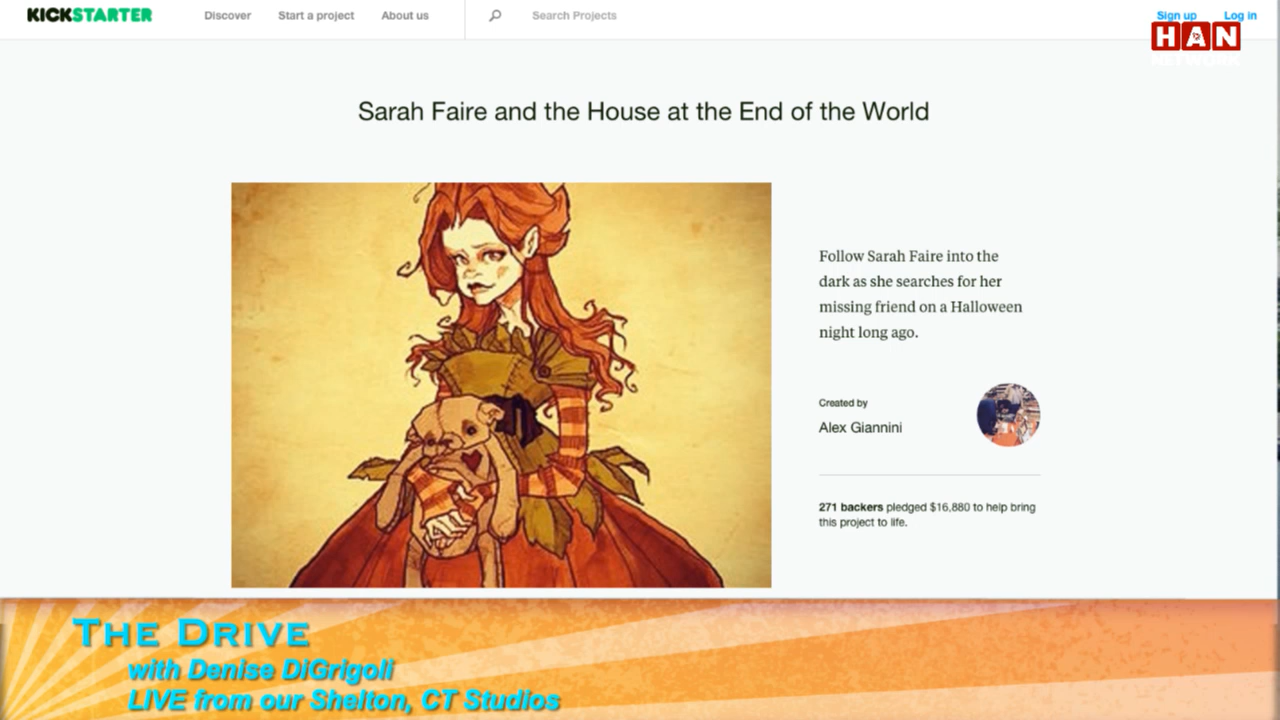 KICKSTARTER
Discover Start a project About us Search Projects Sign up Log in
HAN
NETWORK
Sarah Faire and the House at the End of the World
Follow Sarah Faire into the
dark as she searches for her
missing friend on a Halloween
night long ago.
Created by
Alex Giannini
271 backers pledged $16,880 to help bring
this project to life.
THE DRIVE
with Denise DiGrigoli
LIVE from our Shelton, CT Studios